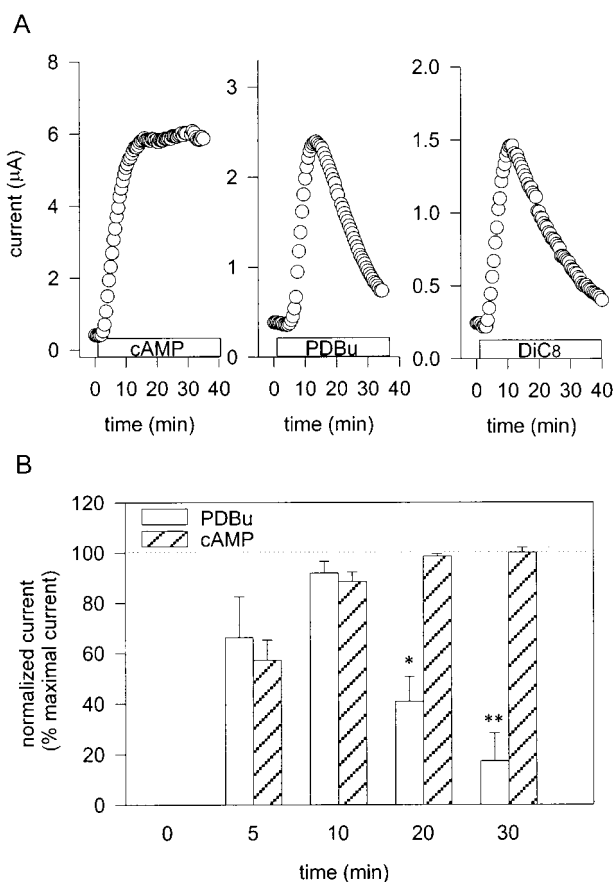 A
current (μA)
8
6
4
2
0
cAMP
0 10 20 30 40
time (min)
3
2
1
0
PDBu
0 10 20 30 40
time (min)
2.0
1.5
1.0
0.5
0.0
DiC8
0 10 20 30 40
time (min)
B
normalized current
(% maximal current)
120
100
80
60
40
20
0
PDBu
cAMP
*
**
0 5 10 20 30
time (min)